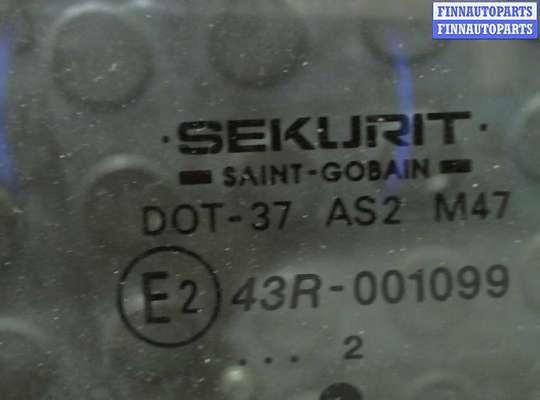 FINNAUTOPARTS
FINNAUTOPARTS
·SEKURIT·
SAINT-GOBAIN
DOT-37 AS2 M47
E2 43R-001099
... 2